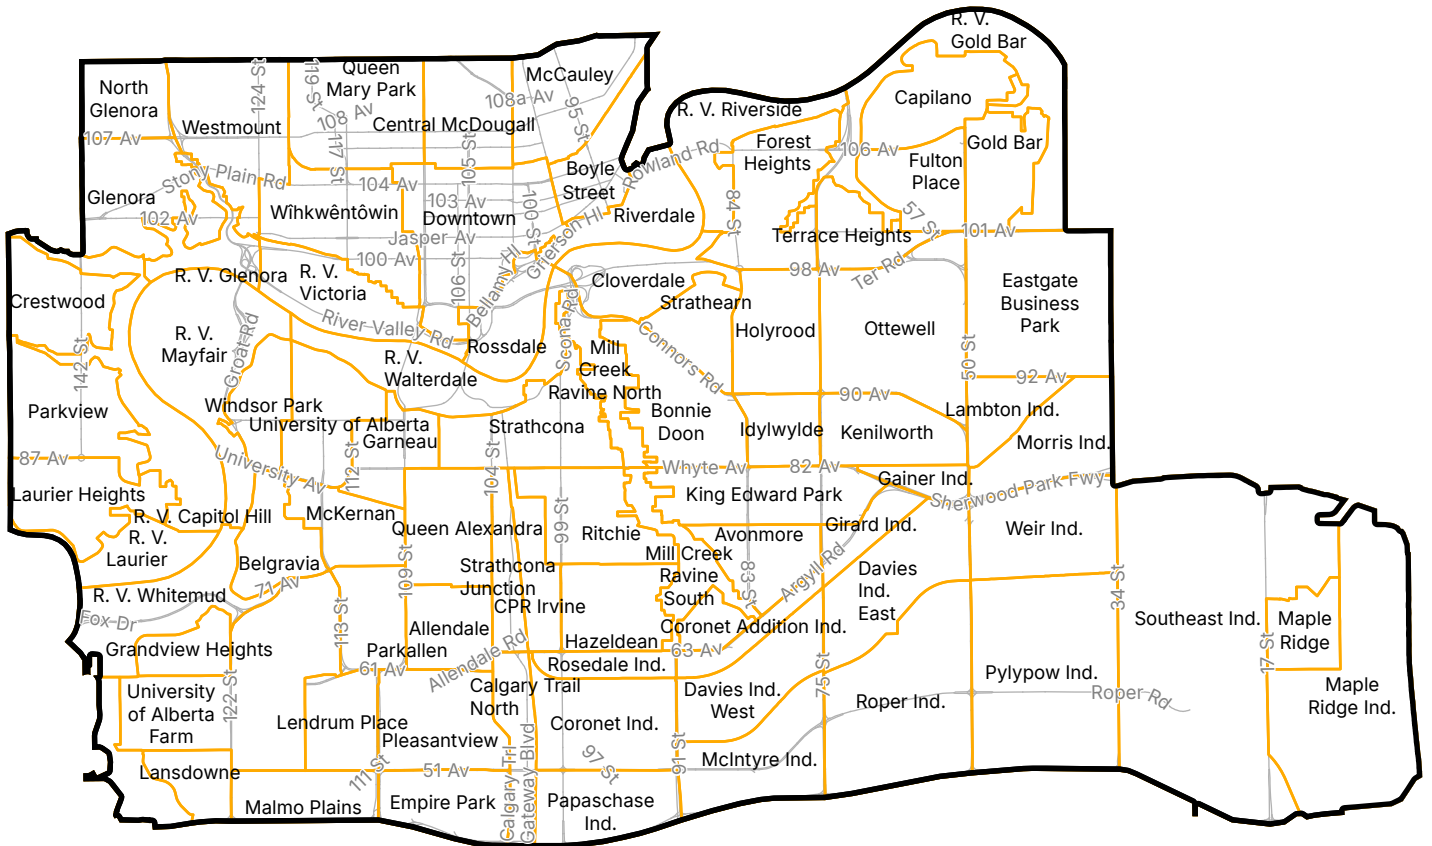 R. V.
Gold Bar
Queen
Mary Park
McCauley
North
Glenora
124 St
119 St
108 Av
108a Av
95 St
Capilano
R. V. Riverside
Westmount
Central McDougall
107 Av
117 St
105 St
Forest
Heights
106 Av
Gold Bar
Fulton
Place
Rowland Rd
Stony Plain Rd
104 Av
Boyle
Street
Glenora
103 Av
100 St
84 St
57 St
102 Av
Wîhkwêntôwin
Downtown
Riverdale
Jasper Av
Grierson Hl
Terrace Heights
101 Av
100 Av
106 St
Bellamy Hl
98 Av
Ter Rd
R. V. Glenora
R. V.
Victoria
Cloverdale
Strathearn
Eastgate
Business
Park
Crestwood
River Valley Rd
Scona Rd
Connors Rd
Holyrood
Ottewell
R. V.
Mayfair
Groat Rd
142 St
Rossdale
Mill
Creek
Ravine North
50 St
R. V.
Walterdale
92 Av
90 Av
Parkview
Windsor Park
University of Alberta
Garneau
Strathcona
Bonnie
Doon
Idylwylde
Kenilworth
Lambton Ind.
Morris Ind.
87 Av
University Av
112 St
104 St
Whyte Av
82 Av
Gainer Ind.
Sherwood Park Fwy
Laurier Heights
King Edward Park
R. V. Capitol Hill
McKernan
Queen Alexandra
99 St
Ritchie
Avonmore
Girard Ind.
Weir Ind.
R. V.
Laurier
Belgravia
109 St
Strathcona
Junction
Mill Creek
Ravine
South
83 St
Argyll Rd
Davies
Ind.
East
34 St
71 Av
R. V. Whitemud
CPR Irvine
Fox Dr
113 St
Allendale
Coronet Addition Ind.
Southeast Ind.
Maple
Ridge
Grandview Heights
Parkallen
Allendale Rd
Hazeldean
63 Av
17 St
61 Av
Rosedale Ind.
75 St
Pylypow Ind.
University
of Alberta
Farm
122 St
Calgary Trail
North
Davies Ind.
West
Roper Ind.
Roper Rd
Maple
Ridge Ind.
Lendrum Place
Pleasantview
Coronet Ind.
91 St
97 St
McIntyre Ind.
Lansdowne
111 St
51 Av
Calgary Trl
Gateway Blvd
Malmo Plains
Empire Park
Papaschase
Ind.